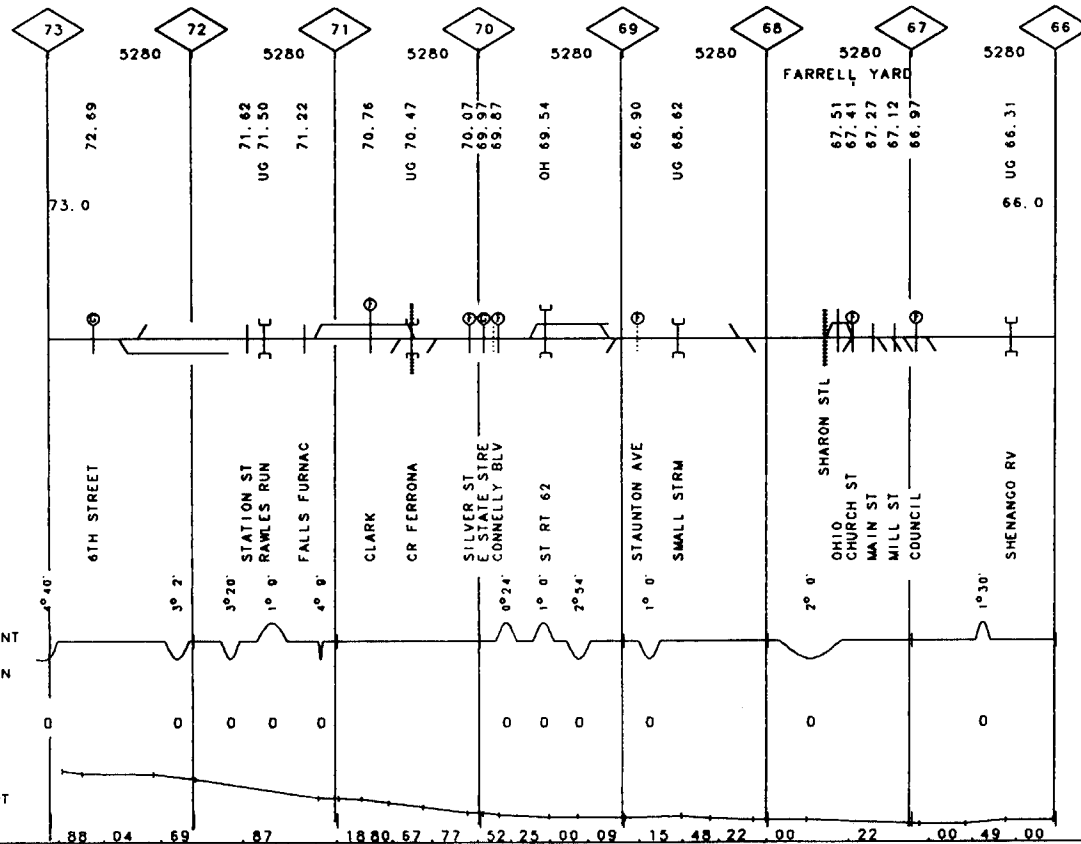 73 72 71 70 69 68 67 66
5280 5280 5280 5280 5280 5280 5280
FARRELL YARD
72.69
71.62
UG 71.50
71.22
70.76
UG 70.47
70.07
69.97
69.87
OH 69.54
68.90
UG 68.62
67.51
67.41
67.27
67.12
66.97
UG 66.31
73.0
66.0
G
F
F
G
F
F
F
F
6TH STREET
STATION ST
RAWLES RUN
FALLS FURNAC
CLARK
CR FERRONA
SILVER ST
E STATE STRE
CONNELLY BLV
ST RT 62
STAUNTON AVE
SMALL STRM
SHARON STL
OHIO
CHURCH ST
MAIN ST
MILL ST
COUNCIL
SHENANGO RV
4°40'
3° 2'
3°20'
1° 9'
4° 9'
0°24'
1° 0'
2°54'
1° 0'
2° 0'
1°30'
NT
N
0 0 0 0 0 0 0 0 0 0 0
T
.88 .04 .69 .87 .18 80 .67 .77 .52 .25 .00 .09 .15 .48 .22 .00 .22 .00 .49 .00